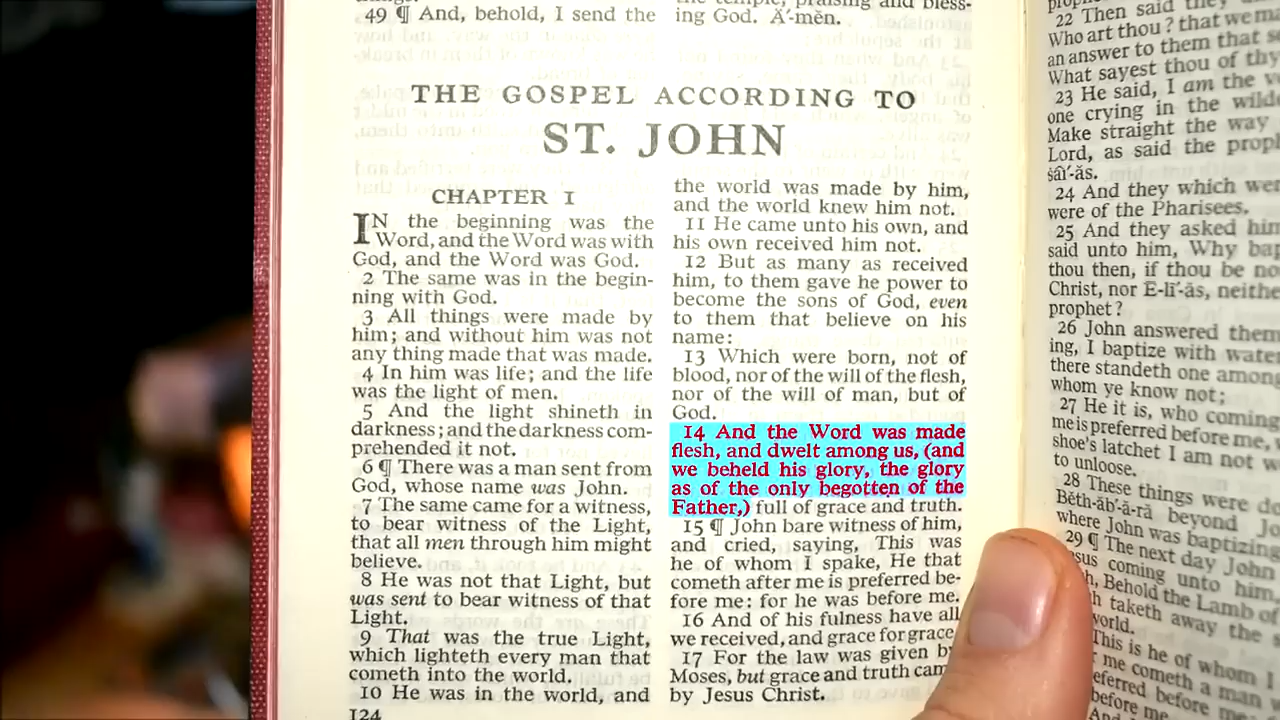 49 ¶ And, behold, I send the
ing God. Ā´-mĕn.
THE GOSPEL ACCORDING TO
ST. JOHN
CHAPTER 1
IN the beginning was the
Word, and the Word was with
God, and the Word was God.
2 The same was in the begin-
ning with God.
3 All things were made by
him; and without him was not
any thing made that was made.
4 In him was life; and the life
was the light of men.
5 And the light shineth in
darkness; and the darkness com-
prehended it not.
6 ¶ There was a man sent from
God, whose name was John.
7 The same came for a witness,
to bear witness of the Light,
that all men through him might
believe.
8 He was not that Light, but
was sent to bear witness of that
Light.
9 That was the true Light,
which lighteth every man that
cometh into the world.
10 He was in the world, and
124
the world was made by him,
and the world knew him not.
11 He came unto his own, and
his own received him not.
12 But as many as received
him, to them gave he power to
become the sons of God, even
to them that believe on his
name:
13 Which were born, not of
blood, nor of the will of the flesh,
nor of the will of man, but of
God.
14 And the Word was made
flesh, and dwelt among us, (and
we beheld his glory, the glory
as of the only begotten of the
Father,) full of grace and truth.
15 ¶ John bare witness of him,
and cried, saying, This was
he of whom I spake, He that
cometh after me is preferred be-
fore me: for he was before me.
16 And of his fulness have all
we received, and grace for grace
17 For the law was given
Moses, but grace and truth
by Jesus Christ.
22 Then said they
Who art thou? that we
an answer to them that
What sayest thou of thy
23 He said, I am the
one crying in the
Make straight the way
Lord, as said the
śāi´-ăs.
24 And they which
were of the Pharisees.
25 And they asked
said unto him, Why
thou then, if thou be
Christ, nor Ē-lī´-ăs,
prophet?
26 John answered
ing, I baptize with
there standeth one
whom ye know not;
27 He it is, who coming
me is preferred before me,
shoe's latchet I am not
to unloose.
28 These things were
Bĕth-ăb´-ă-ră beyond
where John was baptizing
29 ¶ The next day John
coming unto him,
Behold the Lamb of
taketh away the
world.
This is he of whom I
me cometh a man
before me